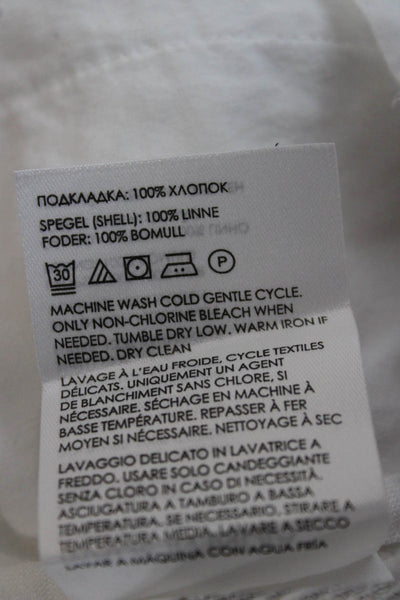 ПОДКЛАДКА: 100% ХЛОПОК
SPEGEL (SHELL): 100% LINNE
FODER: 100% BOMULL
30 P
MACHINE WASH COLD GENTLE CYCLE.
ONLY NON-CHLORINE BLEACH WHEN
NEEDED. TUMBLE DRY LOW. WARM IRON IF
NEEDED. DRY CLEAN
LAVAGE À L'EAU FROIDE, CYCLE TEXTILES
DÉLICATS. UNIQUEMENT UN AGENT
DE BLANCHIMENT SANS CHLORE, SI
NÉCESSAIRE. SÉCHAGE EN MACHINE À
BASSE TEMPÉRATURE. REPASSER À FER
MOYEN SI NÉCESSAIRE. NETTOYAGE À SEC
LAVAGGIO DELICATO IN LAVATRICE A
FREDDO. USARE SOLO CANDEGGIANTE
SENZA CLORO IN CASO DI NECESSITÀ.
ASCIUGATURA A TAMBURO A BASSA
TEMPERATURA. SE NECESSARIO, STIRARE A
TEMPERATURA MEDIA. LAVARE A SECCO
LAVAR A MÁQUINA CON AGUA FRÍA